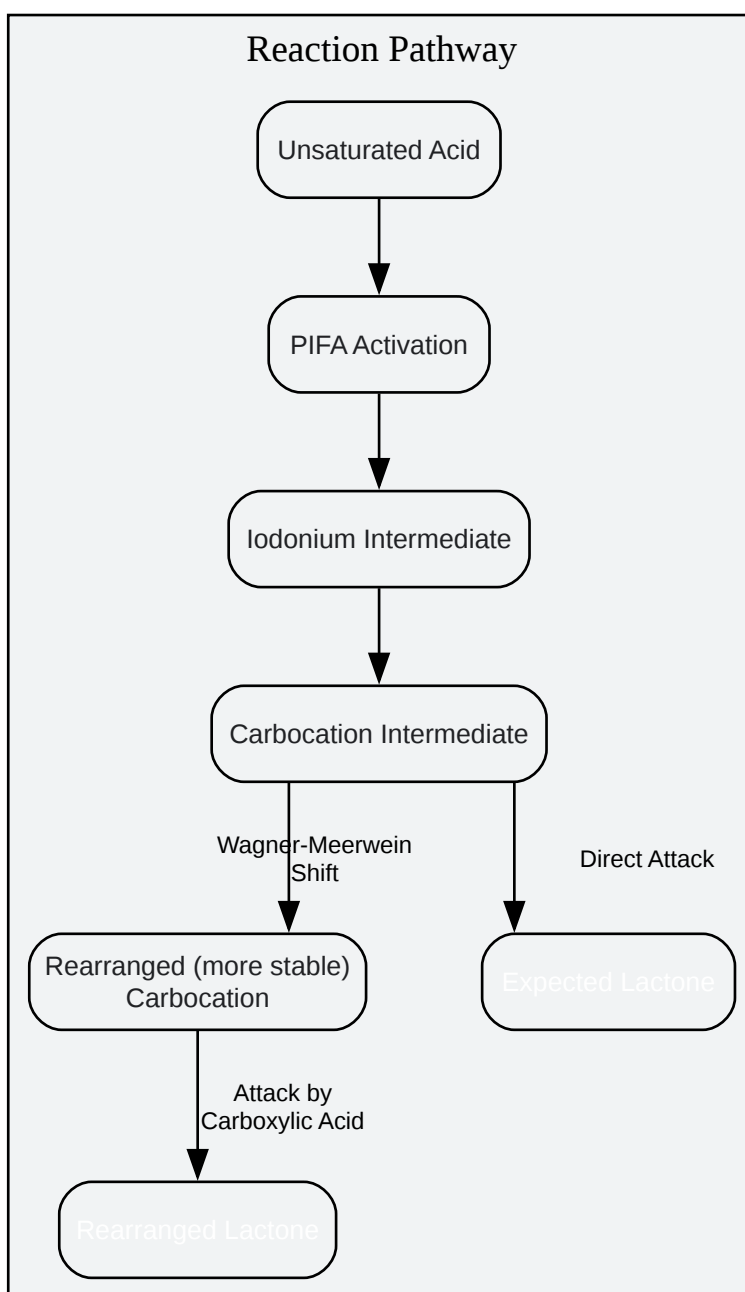 Reaction Pathway
Unsaturated Acid
PIFA Activation
Iodonium Intermediate
Carbocation Intermediate
Wagner-Meerwein
Shift
Direct Attack
Rearranged (more stable)
Carbocation
Expected Lactone
Attack by
Carboxylic Acid
Rearranged Lactone